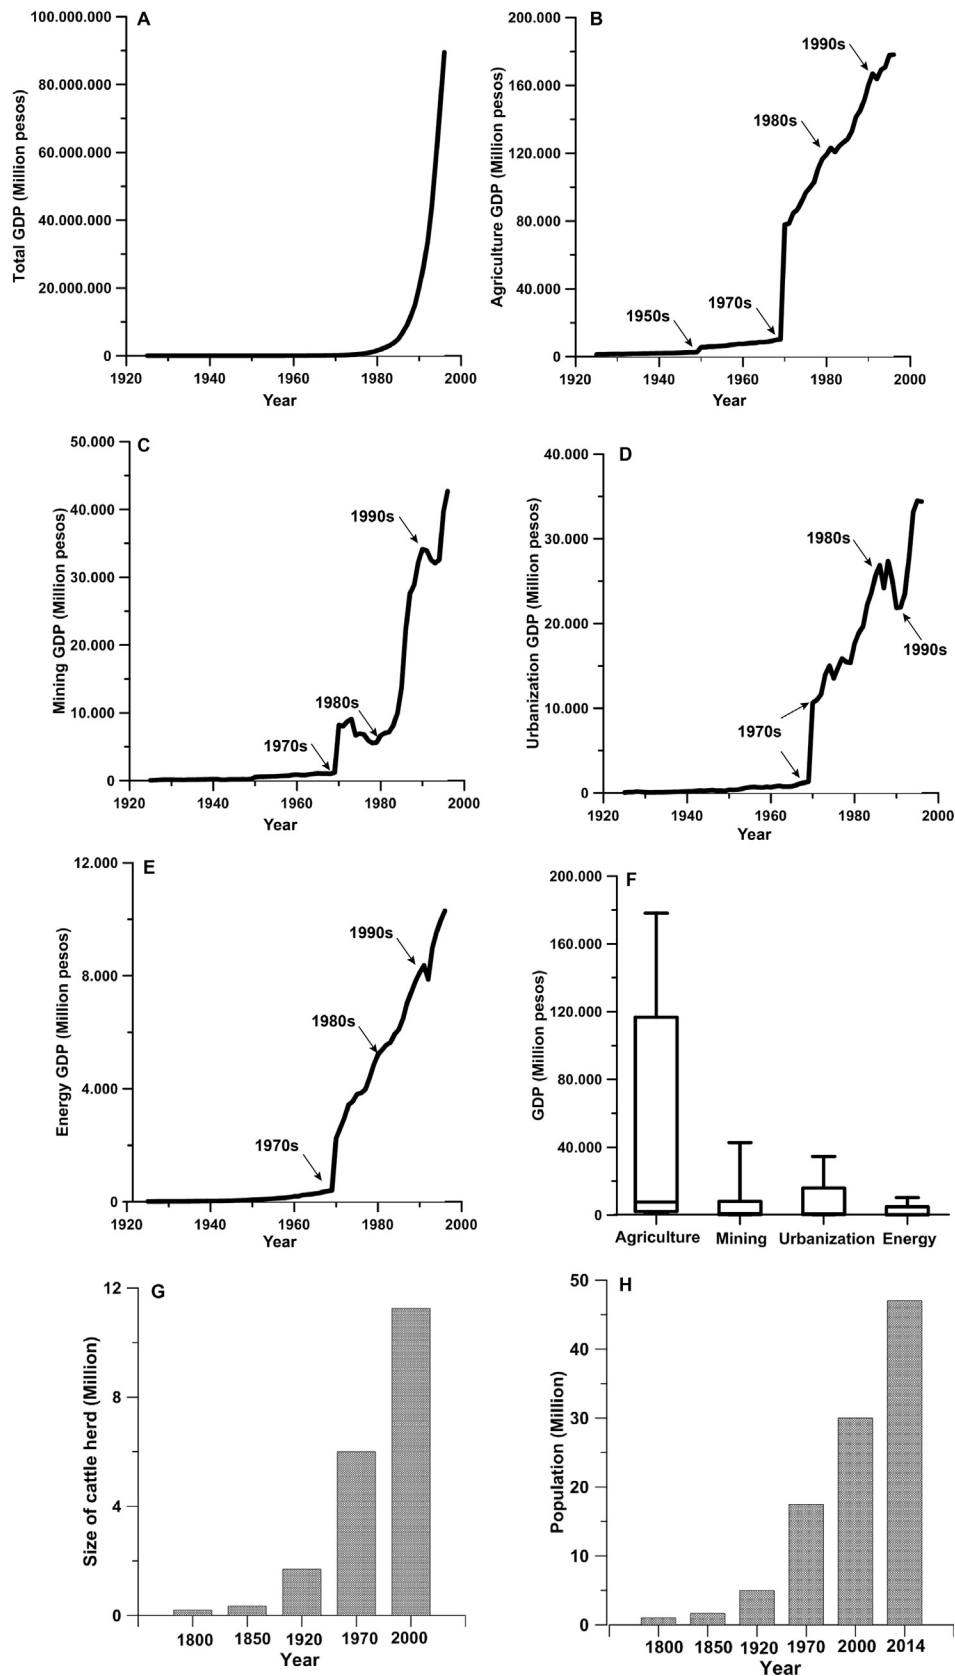 A
Total GDP (Million pesos)
100.000.000
80.000.000
60.000.000
40.000.000
20.000.000
0
1920 1940 1960 1980 2000
Year
B
Agriculture GDP (Million pesos)
200.000
160.000
120.000
80.000
40.000
0
1990s
1980s
1970s
1950s
1920 1940 1960 1980 2000
Year
C
Mining GDP (Million pesos)
50.000
40.000
30.000
20.000
10.000
0
1990s
1980s
1970s
1920 1940 1960 1980 2000
Year
D
Urbanization GDP (Million pesos)
40.000
30.000
20.000
10.000
0
1980s
1990s
1970s
1920 1940 1960 1980 2000
Year
E
Energy GDP (Million pesos)
12.000
8.000
4.000
0
1990s
1980s
1970s
1920 1940 1960 1980 2000
Year
F
GDP (Million pesos)
200.000
160.000
120.000
80.000
40.000
0
Agriculture Mining Urbanization Energy
G
Size of cattle herd (Million)
12
8
4
0
1800 1850 1920 1970 2000
Year
H
Population (Million)
50
40
30
20
10
0
1800 1850 1920 1970 2000 2014
Year